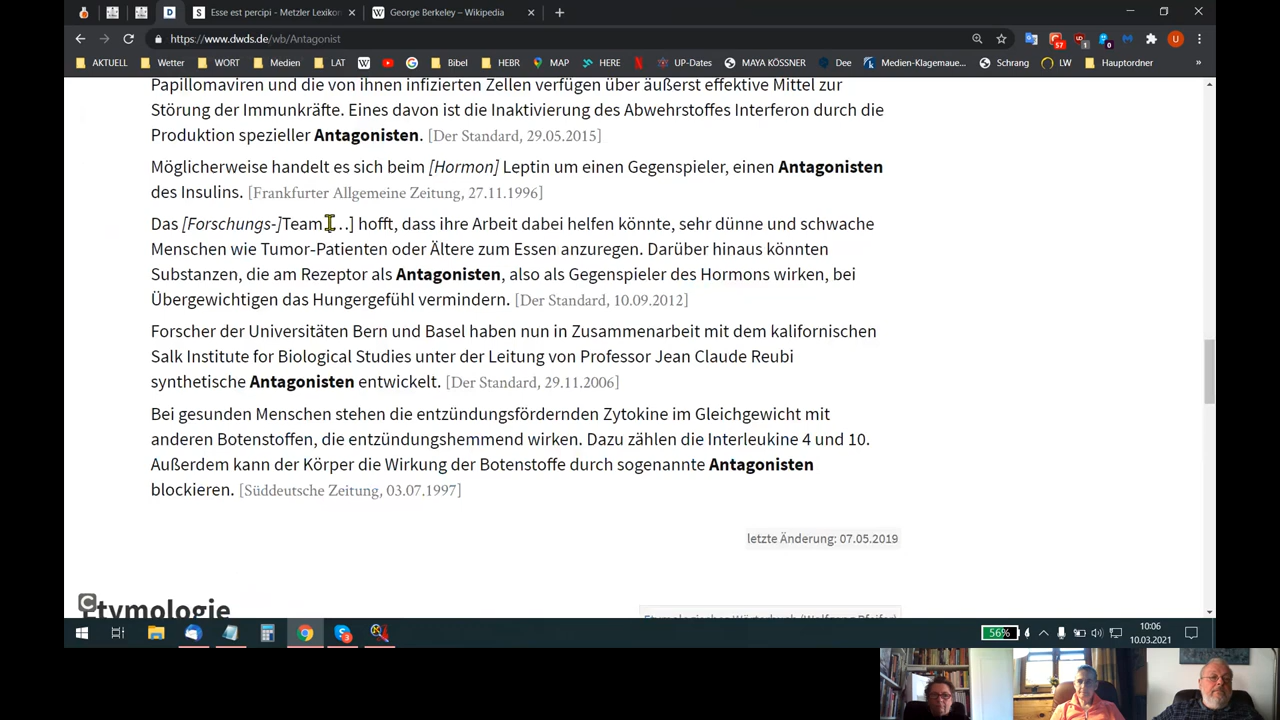 Esse est percipi - Metzler Lexikon
George Berkeley – Wikipedia
https://www.dwds.de/wb/Antagonist
57
1
0
U
AKTUELL
Wetter
WORT
Medien
LAT
Bibel
HEBR
MAP
HERE
UP-Dates
MAYA KÖSSNER
Dee
Medien-Klagemaue...
Schrang
LW
Hauptordner
»
Papillomaviren und die von ihnen infizierten Zellen verfügen über äußerst effektive Mittel zur
Störung der Immunkräfte. Eines davon ist die Inaktivierung des Abwehrstoffes Interferon durch die
Produktion spezieller Antagonisten. [Der Standard, 29.05.2015]
Möglicherweise handelt es sich beim [Hormon] Leptin um einen Gegenspieler, einen Antagonisten
des Insulins. [Frankfurter Allgemeine Zeitung, 27.11.1996]
Das [Forschungs-]Team […] hofft, dass ihre Arbeit dabei helfen könnte, sehr dünne und schwache
Menschen wie Tumor-Patienten oder Ältere zum Essen anzuregen. Darüber hinaus könnten
Substanzen, die am Rezeptor als Antagonisten, also als Gegenspieler des Hormons wirken, bei
Übergewichtigen das Hungergefühl vermindern. [Der Standard, 10.09.2012]
Forscher der Universitäten Bern und Basel haben nun in Zusammenarbeit mit dem kalifornischen
Salk Institute for Biological Studies unter der Leitung von Professor Jean Claude Reubi
synthetische Antagonisten entwickelt. [Der Standard, 29.11.2006]
Bei gesunden Menschen stehen die entzündungsfördernden Zytokine im Gleichgewicht mit
anderen Botenstoffen, die entzündungshemmend wirken. Dazu zählen die Interleukine 4 und 10.
Außerdem kann der Körper die Wirkung der Botenstoffe durch sogenannte Antagonisten
blockieren. [Süddeutsche Zeitung, 03.07.1997]
letzte Änderung: 07.05.2019
Etymologie
Etymologisches Wörterbuch (Wolfgang Pfeifer)
56%
10:06
10.03.2021